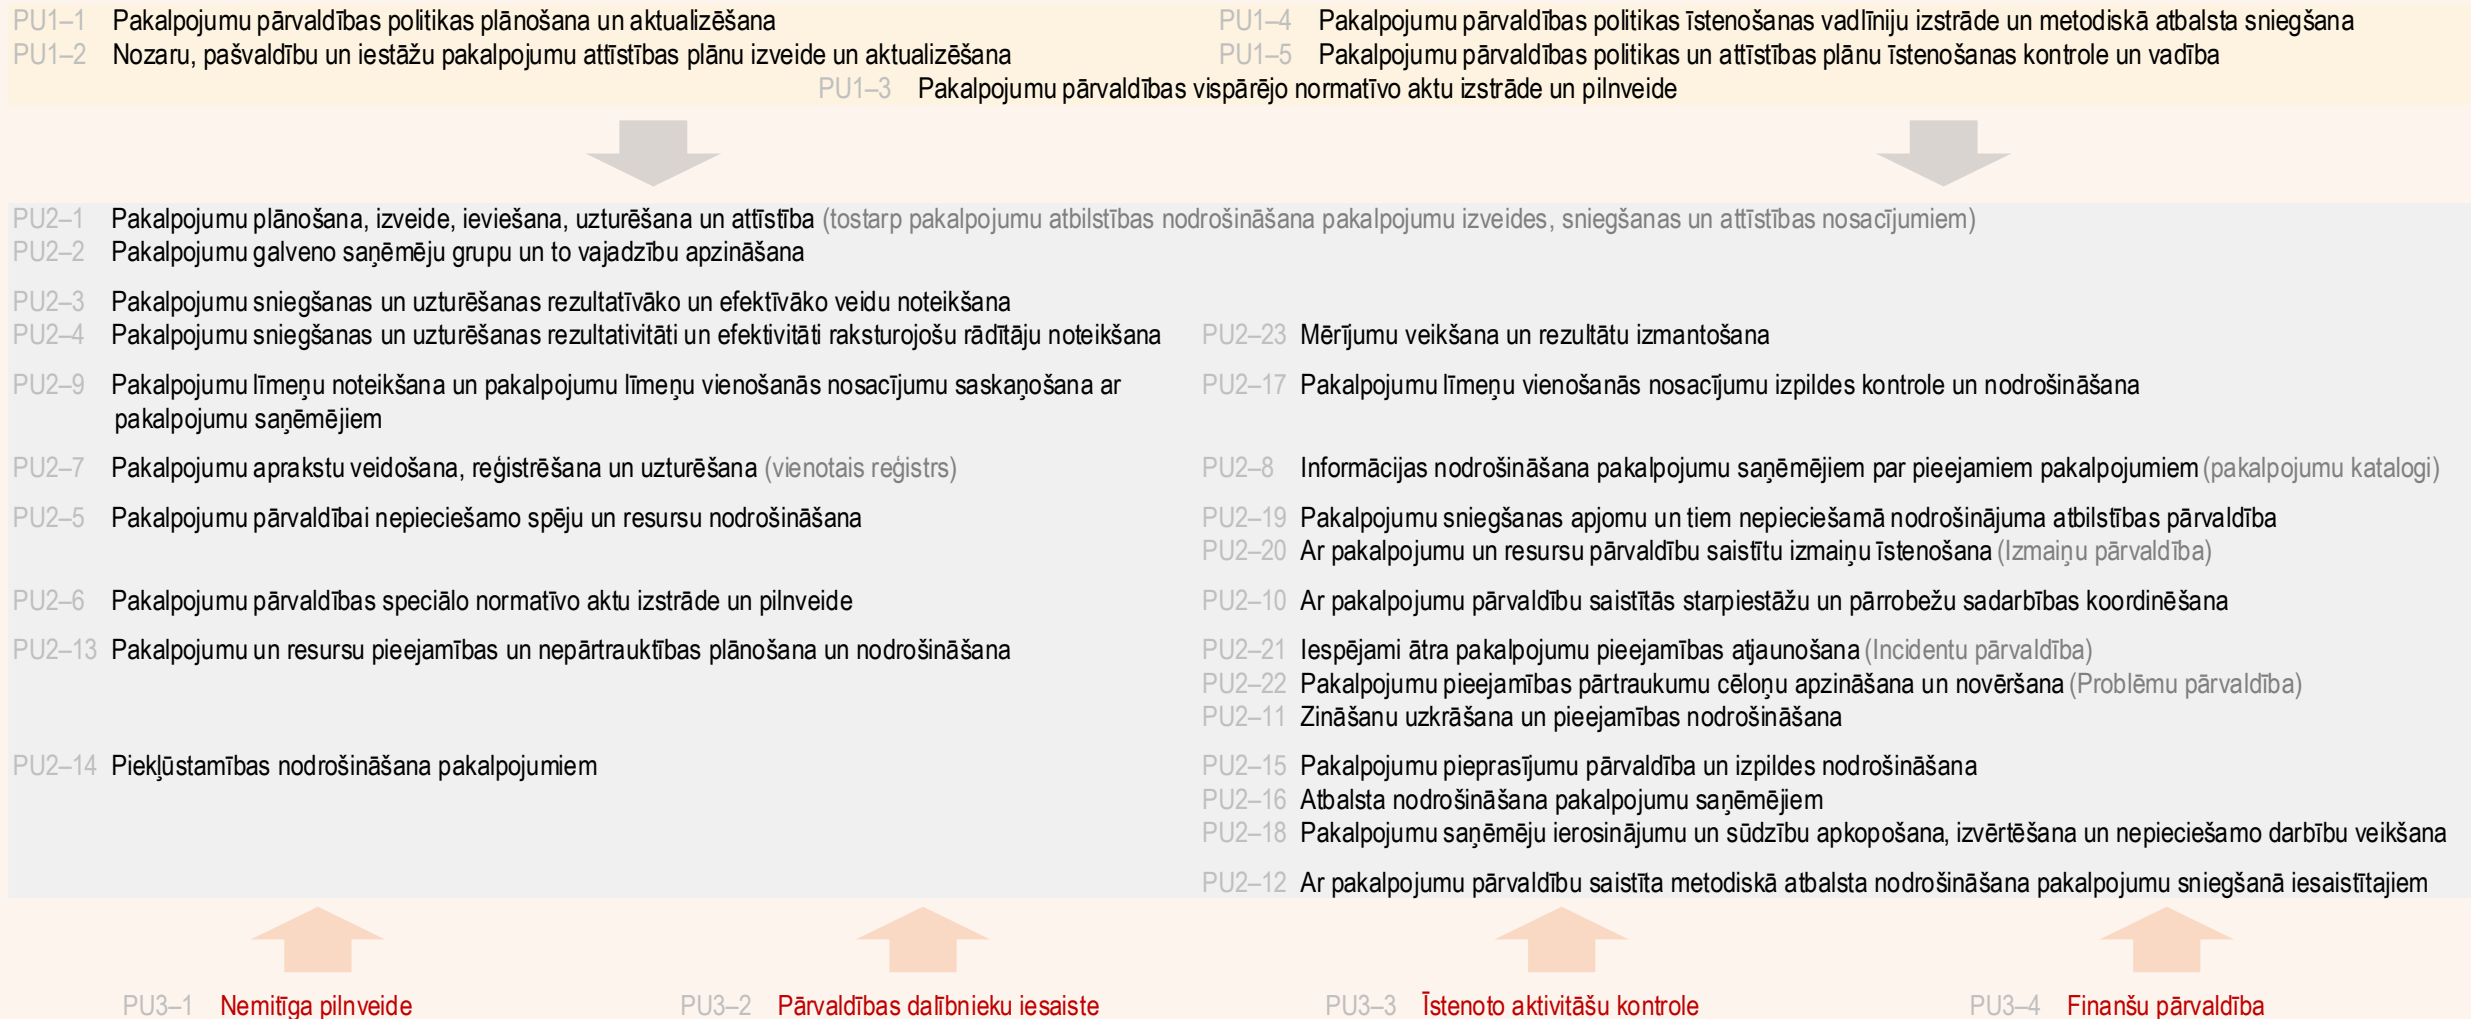 PU1–1 Pakalpojumu pārvaldības politikas plānošana un aktualizēšana
PU1–4 Pakalpojumu pārvaldības politikas īstenošanas vadlīniju izstrāde un metodiskā atbalsta sniegšana
PU1–2 Nozaru, pašvaldību un iestāžu pakalpojumu attīstības plānu izveide un aktualizēšana
PU1–5 Pakalpojumu pārvaldības politikas un attīstības plānu īstenošanas kontrole un vadība
PU1–3 Pakalpojumu pārvaldības vispārējo normatīvo aktu izstrāde un pilnveide
PU2–1 Pakalpojumu plānošana, izveide, ieviešana, uzturēšana un attīstība (tostarp pakalpojumu atbilstības nodrošināšana pakalpojumu izveides, sniegšanas un attīstības nosacījumiem)
PU2–2 Pakalpojumu galveno saņēmēju grupu un to vajadzību apzināšana
PU2–3 Pakalpojumu sniegšanas un uzturēšanas rezultatīvāko un efektīvāko veidu noteikšana
PU2–4 Pakalpojumu sniegšanas un uzturēšanas rezultativitāti un efektivitāti raksturojošu rādītāju noteikšana
PU2–23 Mērījumu veikšana un rezultātu izmantošana
PU2–9 Pakalpojumu līmeņu noteikšana un pakalpojumu līmeņu vienošanās nosacījumu saskaņošana ar
pakalpojumu saņēmējiem
PU2–17 Pakalpojumu līmeņu vienošanās nosacījumu izpildes kontrole un nodrošināšana
PU2–7 Pakalpojumu aprakstu veidošana, reģistrēšana un uzturēšana (vienotais reģistrs)
PU2–8 Informācijas nodrošināšana pakalpojumu saņēmējiem par pieejamiem pakalpojumiem (pakalpojumu katalogi)
PU2–5 Pakalpojumu pārvaldībai nepieciešamo spēju un resursu nodrošināšana
PU2–19 Pakalpojumu sniegšanas apjomu un tiem nepieciešamā nodrošinājuma atbilstības pārvaldība
PU2–20 Ar pakalpojumu un resursu pārvaldību saistītu izmaiņu īstenošana (Izmaiņu pārvaldība)
PU2–6 Pakalpojumu pārvaldības speciālo normatīvo aktu izstrāde un pilnveide
PU2–10 Ar pakalpojumu pārvaldību saistītās starpiestāžu un pārrobežu sadarbības koordinēšana
PU2–13 Pakalpojumu un resursu pieejamības un nepārtrauktības plānošana un nodrošināšana
PU2–21 Iespējami ātra pakalpojumu pieejamības atjaunošana (Incidentu pārvaldība)
PU2–22 Pakalpojumu pieejamības pārtraukumu cēloņu apzināšana un novēršana (Problēmu pārvaldība)
PU2–11 Zināšanu uzkrāšana un pieejamības nodrošināšana
PU2–14 Piekļūstamības nodrošināšana pakalpojumiem
PU2–15 Pakalpojumu pieprasījumu pārvaldība un izpildes nodrošināšana
PU2–16 Atbalsta nodrošināšana pakalpojumu saņēmējiem
PU2–18 Pakalpojumu saņēmēju ierosinājumu un sūdzību apkopošana, izvērtēšana un nepieciešamo darbību veikšana
PU2–12 Ar pakalpojumu pārvaldību saistīta metodiskā atbalsta nodrošināšana pakalpojumu sniegšanā iesaistītajiem
PU3–1 Nemitīga pilnveide
PU3–2 Pārvaldības dalībnieku iesaiste
PU3–3 Īstenoto aktivitāšu kontrole
PU3–4 Finanšu pārvaldība